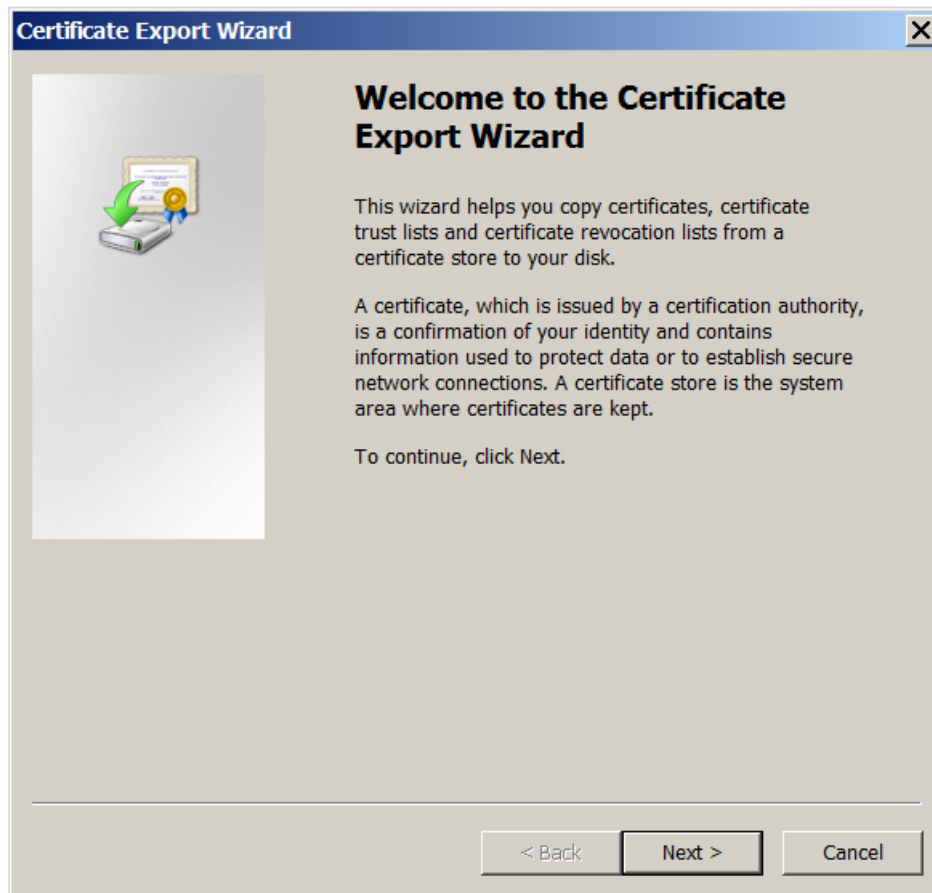 Certificate Export Wizard
Welcome to the Certificate
Export Wizard
This wizard helps you copy certificates, certificate
trust lists and certificate revocation lists from a
certificate store to your disk.
A certificate, which is issued by a certification authority,
is a confirmation of your identity and contains
information used to protect data or to establish secure
network connections. A certificate store is the system
area where certificates are kept.
To continue, click Next.
< Back Next > Cancel